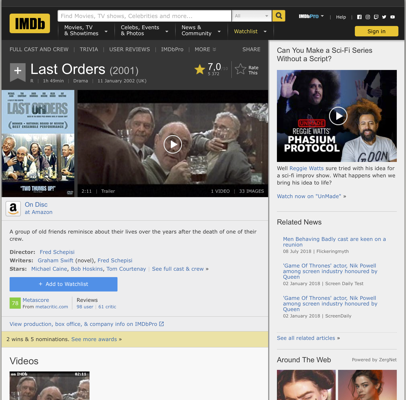 IMDb
Find Movies, TV shows, Celebrities and more...
All
IMDbPro
Help
Movies, TV & Showtimes
Celebs, Events & Photos
News & Community
Watchlist
Sign in
FULL CAST AND CREW | TRIVIA | USER REVIEWS | IMDbPro | MORE
SHARE
Last Orders (2001)
7,0
Rate This
R | 1h 49min | Drama | 11 January 2002 (UK)
LAST ORDERS
"TWO THUMBS UP!"
2:11 | Trailer
1 VIDEO | 33 IMAGES
On Disc
at Amazon
A group of old friends reminisce about their lives over the years after the death of one of their crew.
Director: Fred Schepisi
Writers: Graham Swift (novel), Fred Schepisi
Stars: Michael Caine, Bob Hoskins, Tom Courtenay | See full cast & crew »
+ Add to Watchlist
Metascore
From metacritic.com
Reviews
98 user | 61 critic
View production, box office, & company info on IMDbPro
2 wins & 5 nominations. See more awards »
Videos
Can You Make a Sci-Fi Series
Without a Script?
REGGIE WATTS'
PHASIUM
PROTOCOL
Well Reggie Watts sure tried with his idea for
a sci-fi improv show. What happens when we
bring his idea to life?
Watch now "UnMade" »
Related News
Men Behaving Badly cast are keen on a
reunion
08 July 2018 | Flickeringmyth
'Game Of Thrones' actor, Nik Powell
among screen industry honoured by
Queen
02 January 2018 | Screen Daily Test
'Game Of Thrones' actor, Nik Powell
among screen industry honoured by
Queen
02 January 2018 | ScreenDaily
See all related articles »
Around The Web
Powered by ZergNet